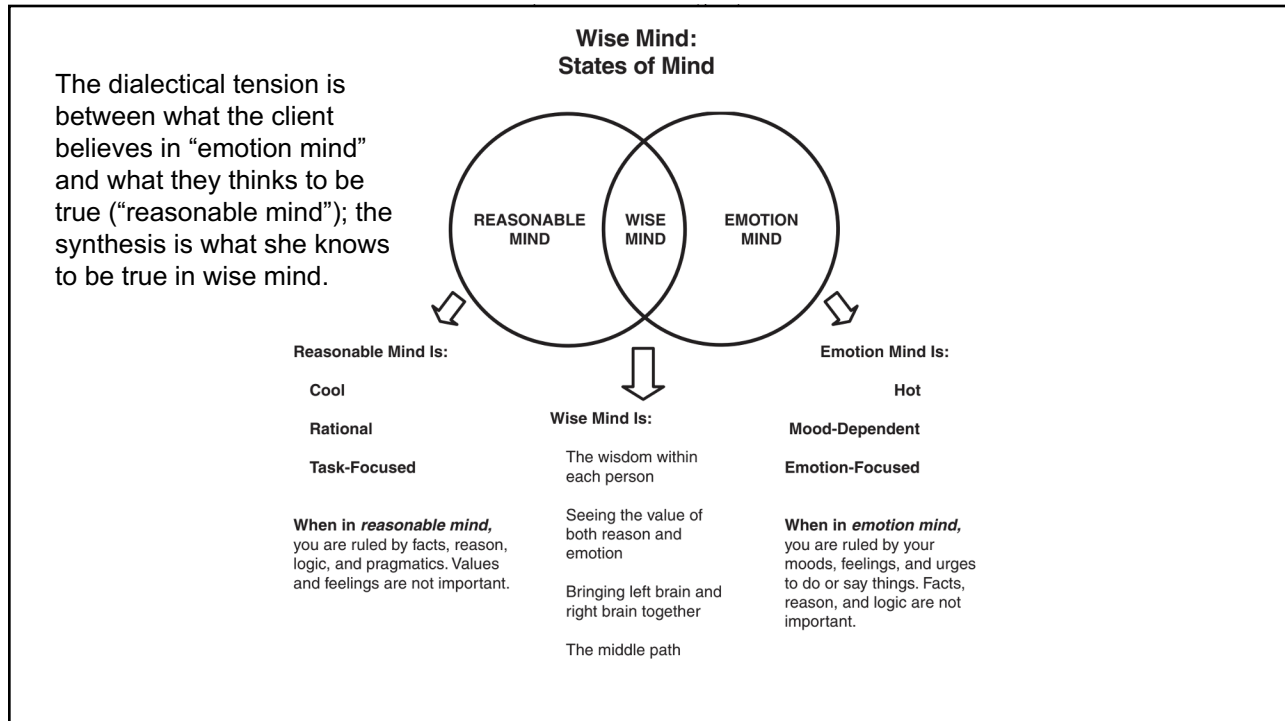 Wise Mind:
States of Mind
The dialectical tension is
between what the client
believes in “emotion mind”
and what they thinks to be
true (“reasonable mind”); the
synthesis is what she knows
to be true in wise mind.
REASONABLE
MIND
WISE
MIND
EMOTION
MIND
Reasonable Mind Is:
Cool
Rational
Task-Focused
When in reasonable mind,
you are ruled by facts, reason,
logic, and pragmatics. Values
and feelings are not important.
Wise Mind Is:
The wisdom within
each person
Seeing the value of
both reason and
emotion
Bringing left brain and
right brain together
The middle path
Emotion Mind Is:
Hot
Mood-Dependent
Emotion-Focused
When in emotion mind,
you are ruled by your
moods, feelings, and urges
to do or say things. Facts,
reason, and logic are not
important.